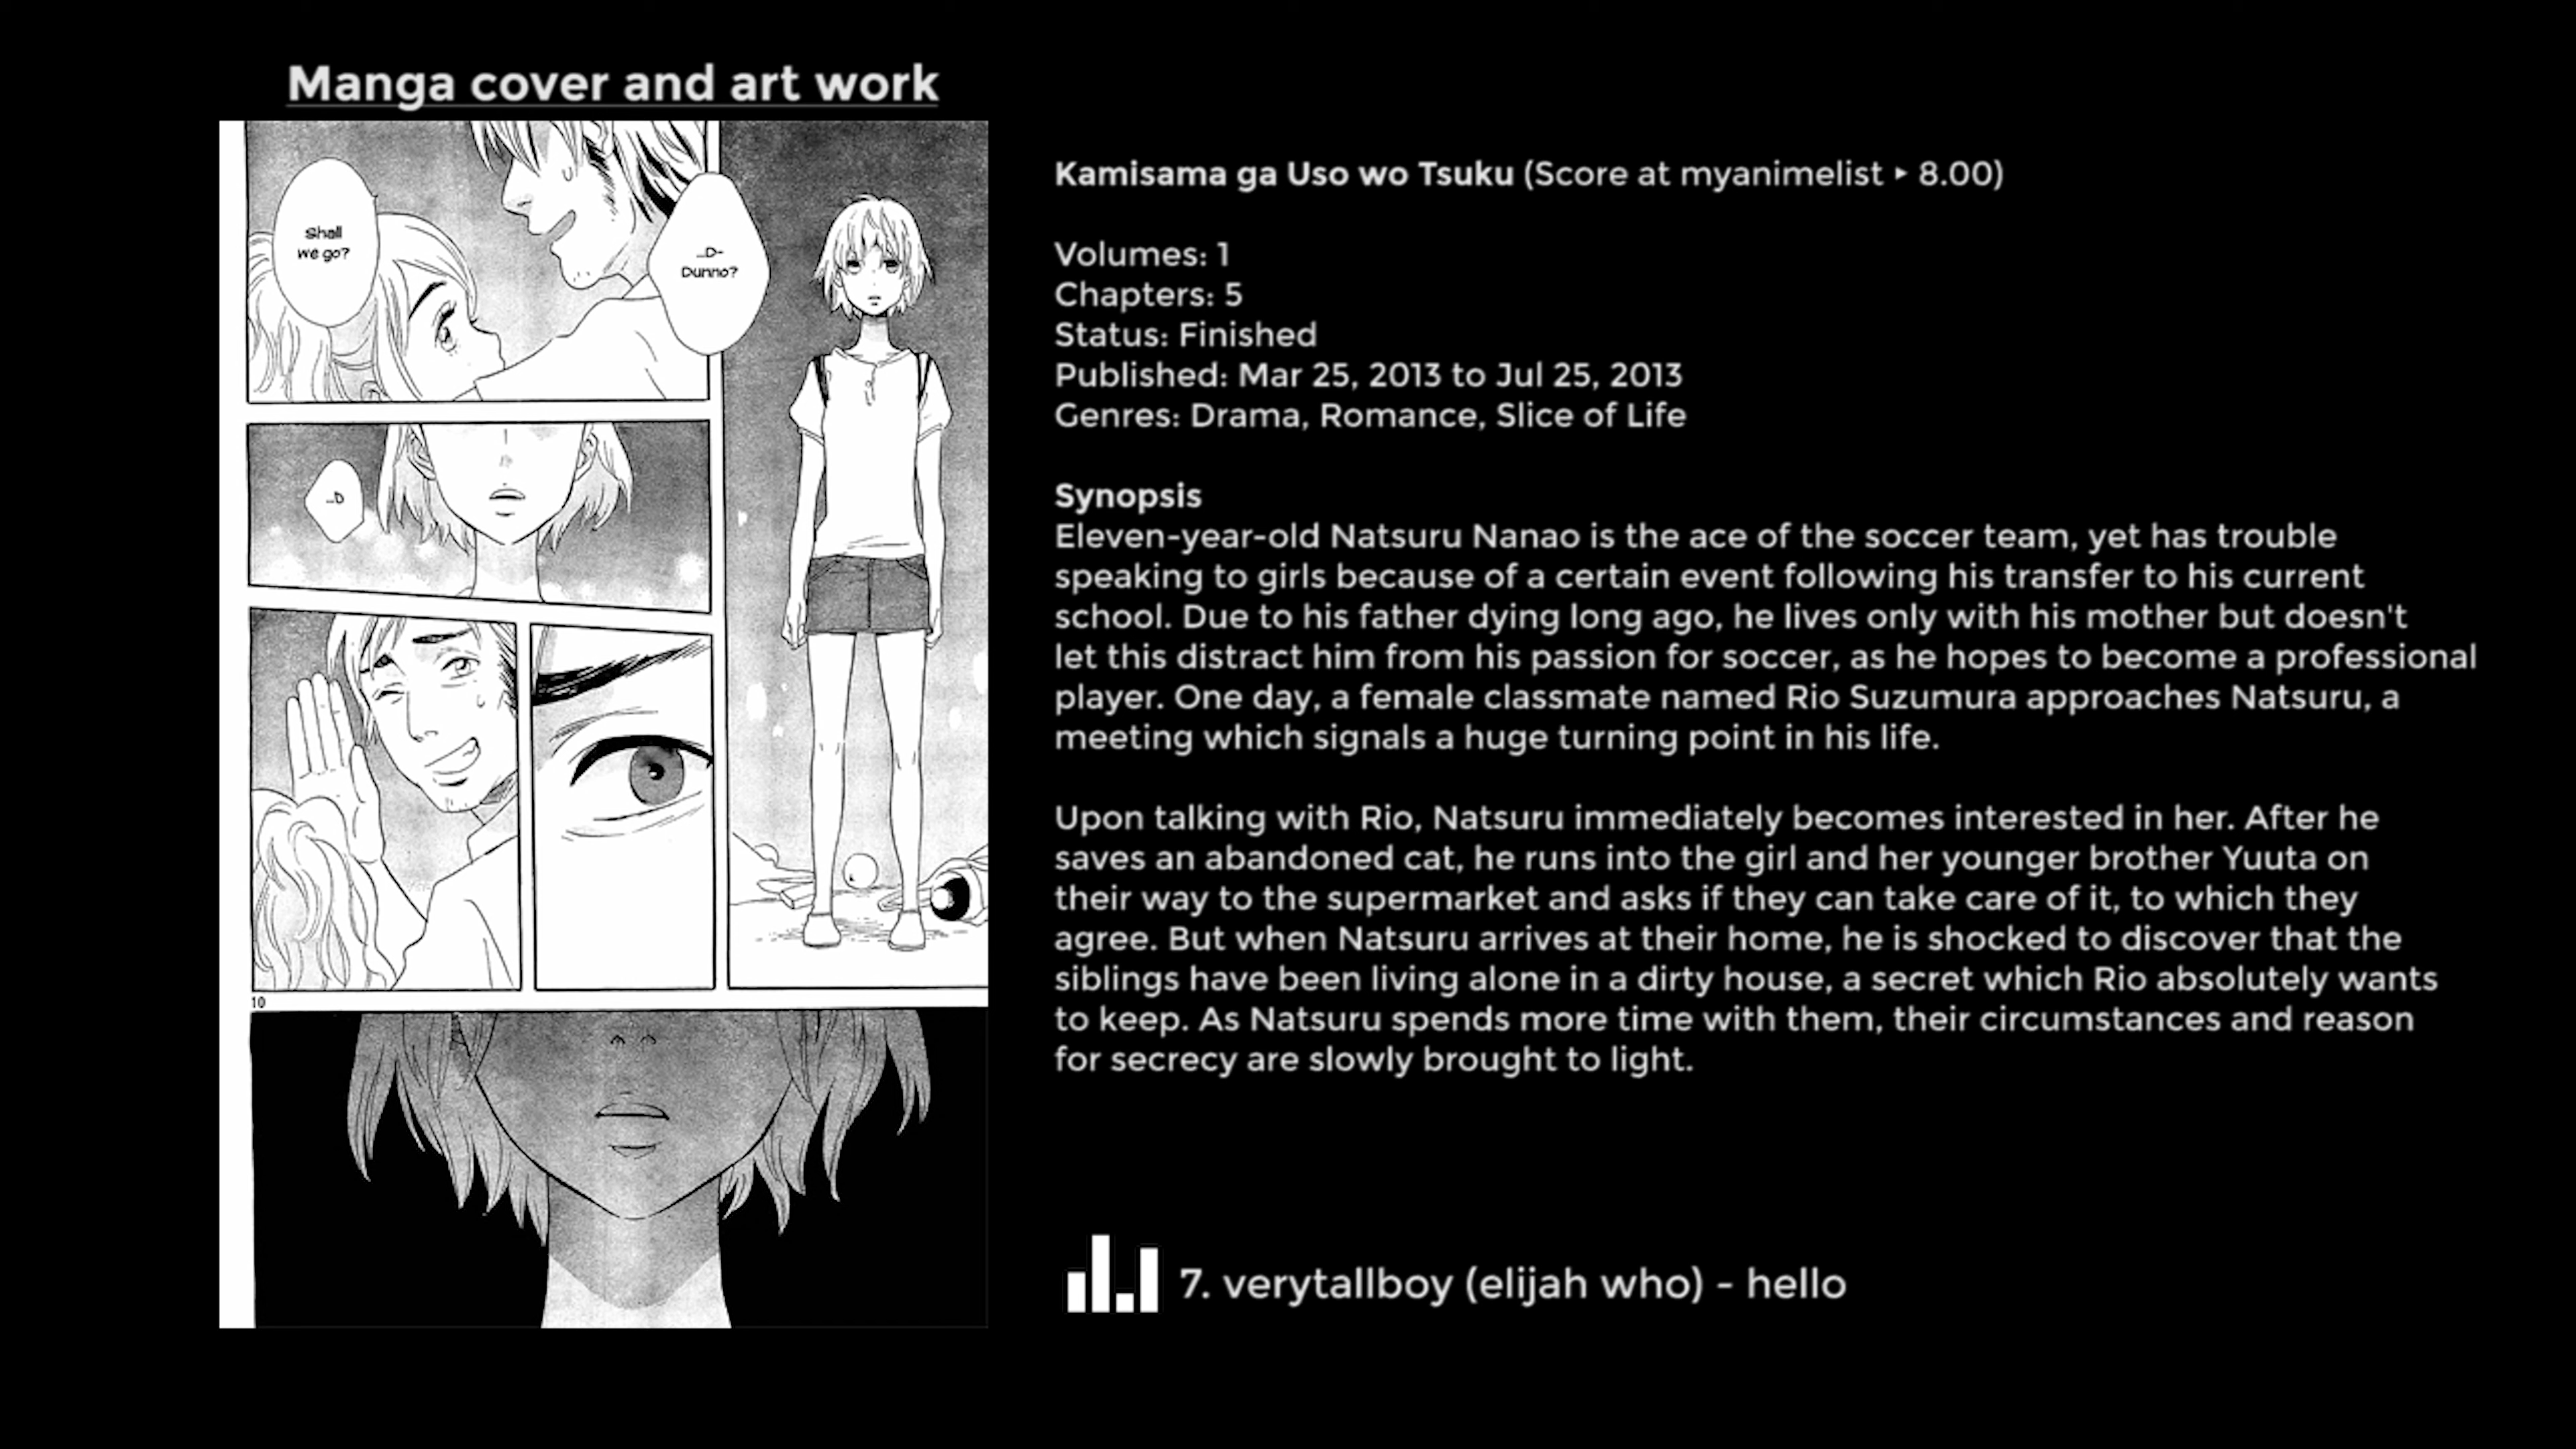 Manga cover and art work
Shall
we go?
...D-
Dunno?
...D
10
Kamisama ga Uso wo Tsuku (Score at myanimelist ‣ 8.00)
Volumes: 1
Chapters: 5
Status: Finished
Published: Mar 25, 2013 to Jul 25, 2013
Genres: Drama, Romance, Slice of Life
Synopsis
Eleven-year-old Natsuru Nanao is the ace of the soccer team, yet has trouble
speaking to girls because of a certain event following his transfer to his current
school. Due to his father dying long ago, he lives only with his mother but doesn't
let this distract him from his passion for soccer, as he hopes to become a professional
player. One day, a female classmate named Rio Suzumura approaches Natsuru, a
meeting which signals a huge turning point in his life.
Upon talking with Rio, Natsuru immediately becomes interested in her. After he
saves an abandoned cat, he runs into the girl and her younger brother Yuuta on
their way to the supermarket and asks if they can take care of it, to which they
agree. But when Natsuru arrives at their home, he is shocked to discover that the
siblings have been living alone in a dirty house, a secret which Rio absolutely wants
to keep. As Natsuru spends more time with them, their circumstances and reason
for secrecy are slowly brought to light.
7. verytallboy (elijah who) - hello